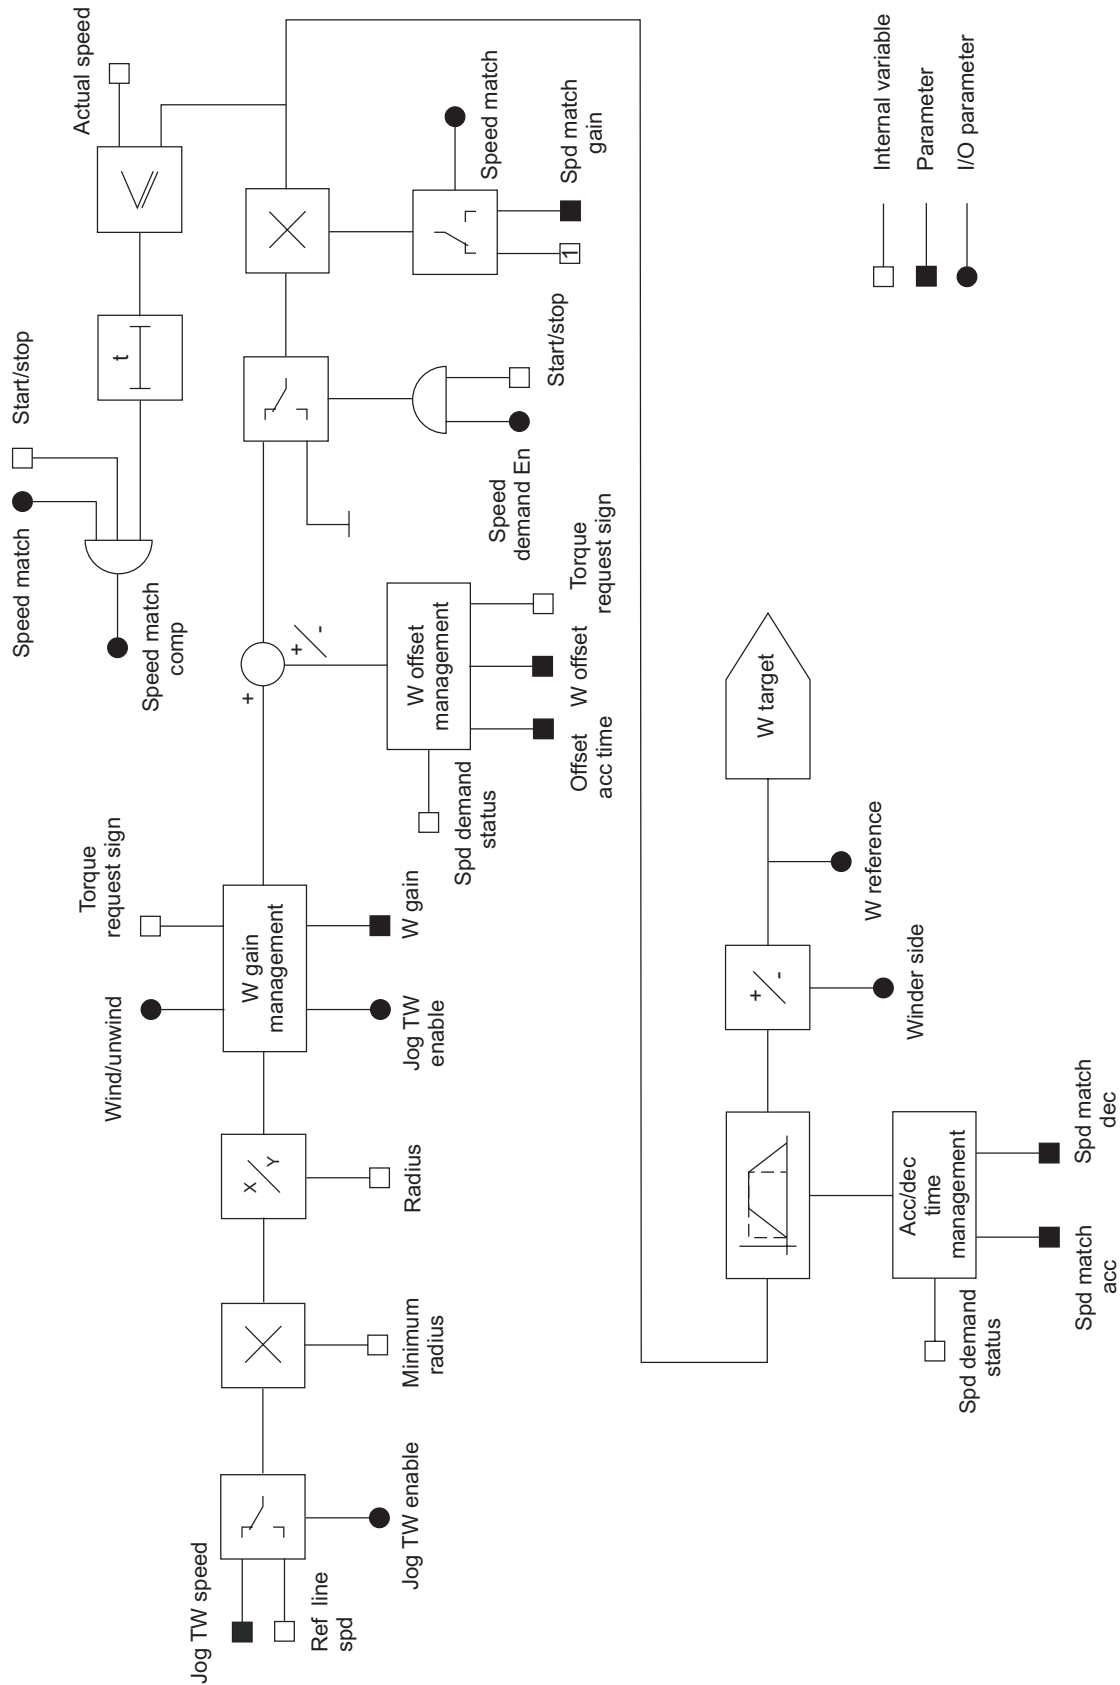 Jog TW speed
Ref line
spd
Jog TW enable
Minimum
radius
X
/
Y
Radius
Wind/unwind
Torque
request sign
W gain
management
Jog TW
enable
W gain
+
+
/
-
Spd demand
status
W offset
management
Offset
acc time
W offset
Torque
request sign
Speed match
Start/stop
Speed match
comp
t
Actual speed
Speed
demand En
Start/stop
1
Spd match
gain
Speed match
Spd demand
status
Acc/dec
time
management
Spd match
acc
Spd match
dec
+
/
-
Winder side
W reference
W target
Internal variable
Parameter
I/O parameter